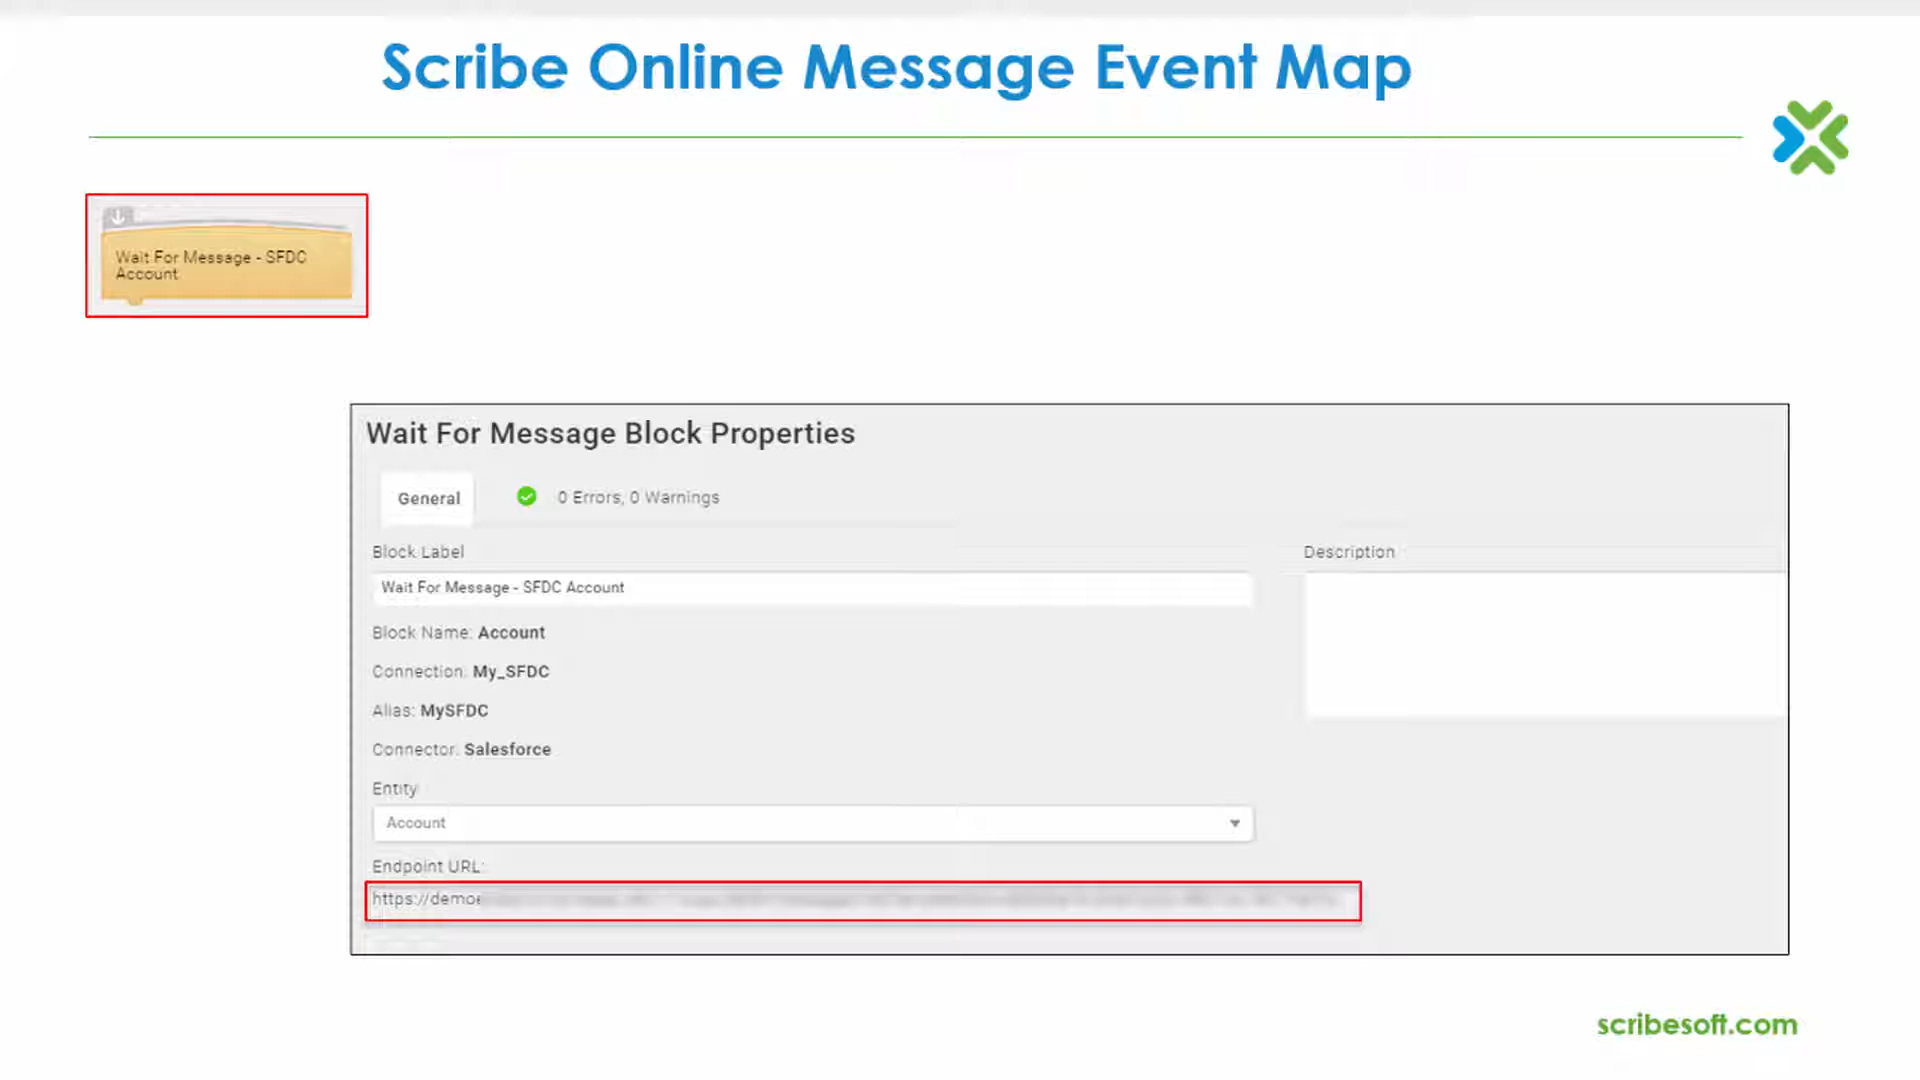 Scribe Online Message Event Map
Wait For Message - SFDC
Account
Wait For Message Block Properties
General
0 Errors, 0 Warnings
Block Label
Description
Wait For Message - SFDC Account
Block Name: Account
Connection: My_SFDC
Alias: MySFDC
Connector: Salesforce
Entity
Account
Endpoint URL:
scribesoft.com